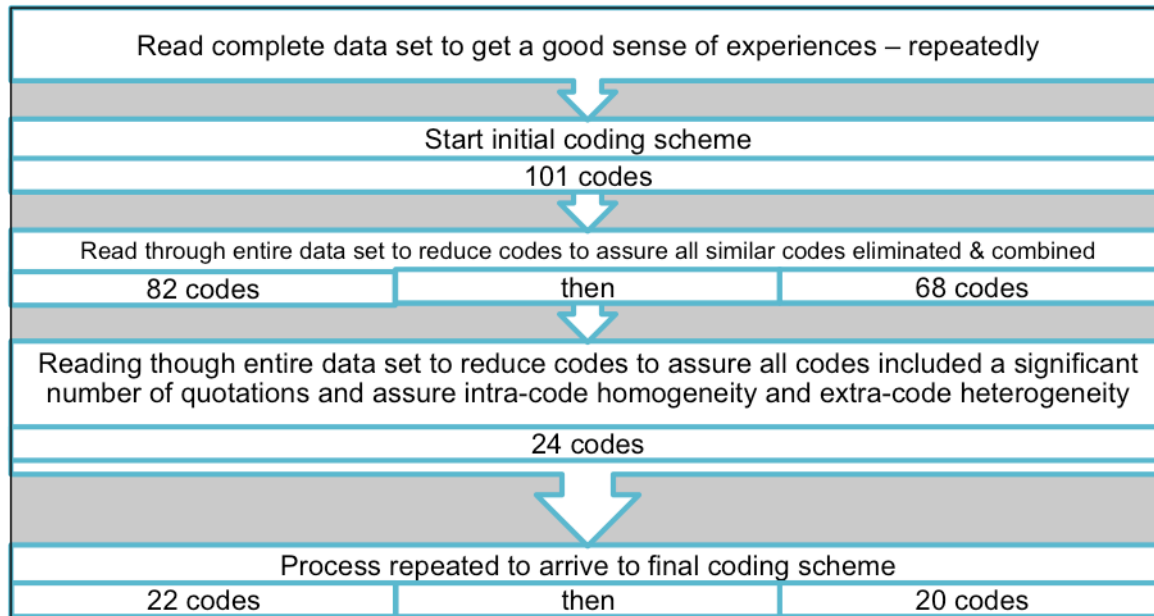 Read complete data set to get a good sense of experiences – repeatedly
Start initial coding scheme
101 codes
Read through entire data set to reduce codes to assure all similar codes eliminated & combined
82 codes then 68 codes
Reading though entire data set to reduce codes to assure all codes included a significant
number of quotations and assure intra-code homogeneity and extra-code heterogeneity
24 codes
Process repeated to arrive to final coding scheme
22 codes then 20 codes